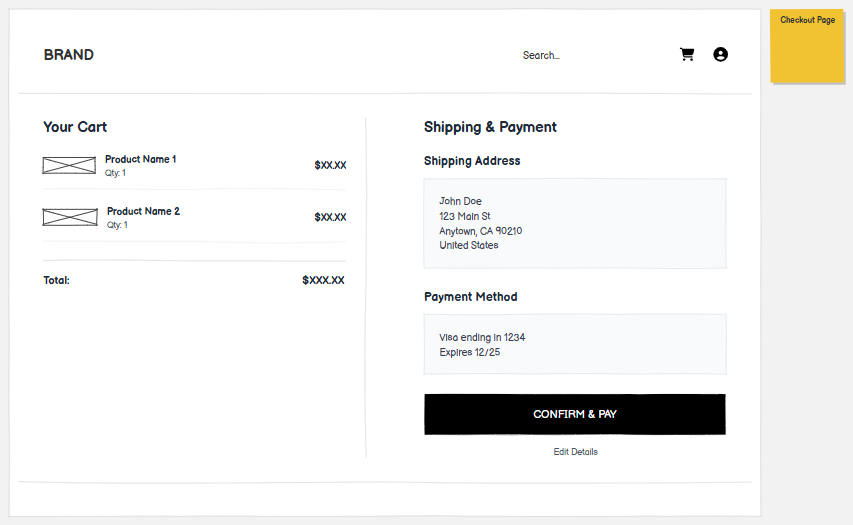 Checkout Page
BRAND
Search...
Your Cart
Product Name 1
Qty: 1
$XX.XX
Product Name 2
Qty: 1
$XX.XX
Total:
$XXX.XX
Shipping & Payment
Shipping Address
John Doe
123 Main St
Anytown, CA 90210
United States
Payment Method
Visa ending in 1234
Expires 12/25
CONFIRM & PAY
Edit Details